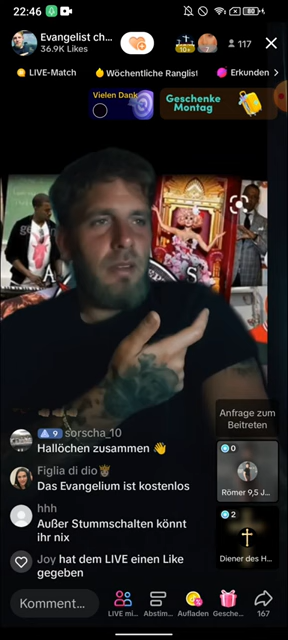 22:46
Evangelist ch...
36.9K Likes
10+
2
117
LIVE-Match
Wöchentliche Ranglis
Erkunden
Vielen Dank
Geschenke
Montag
A
S
Anfrage zum
Beitreten
9 sorscha_10
Hallöchen zusammen 👋
0
Figlia di dio
Das Evangelium ist kostenlos
Römer 9,5 J...
hhh
Außer Stummschalten könnt
ihr nix
2
Joy hat dem LIVE einen Like
gegeben
Diener des H...
Komment...
LIVE mi...
Abstim...
Aufladen
Gesche...
167